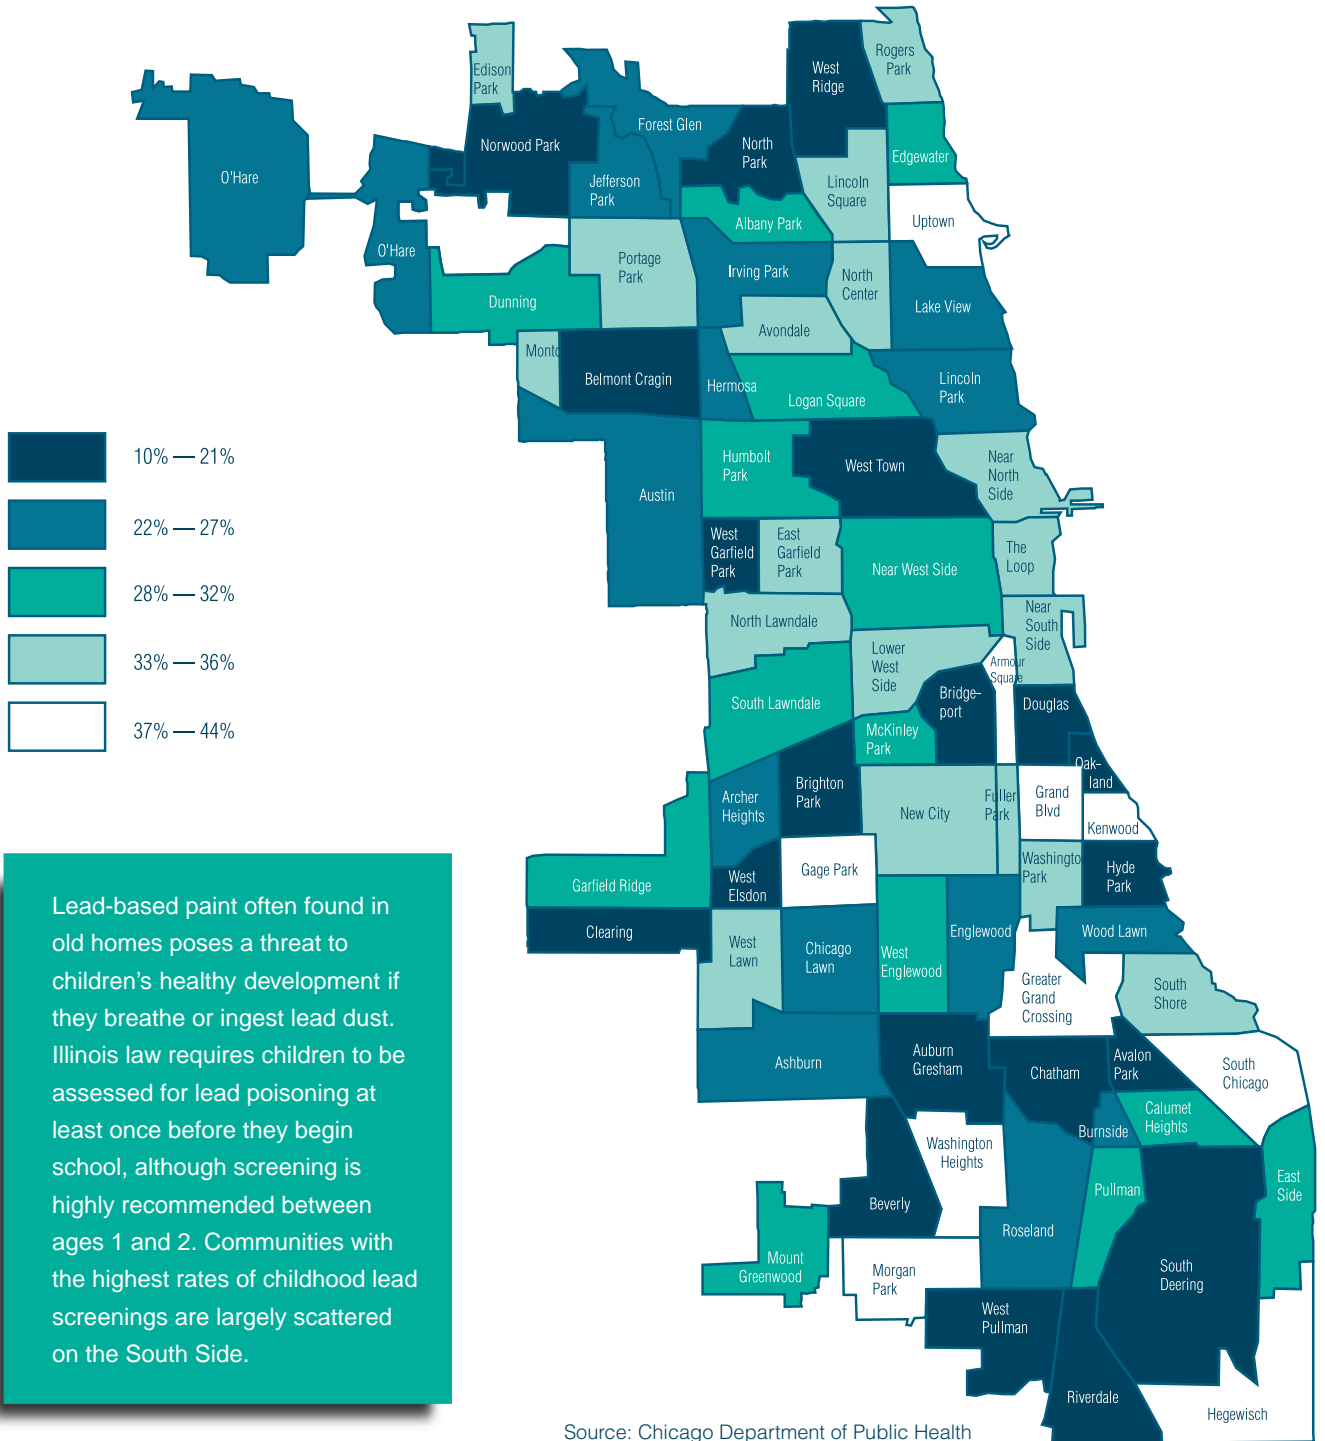 Edison
Park
Rogers
Park
West
Ridge
Norwood Park
Forest Glen
North
Park
Edgewater
O'Hare
Jefferson
Park
Lincoln
Square
Albany Park
Uptown
O'Hare
Portage
Park
Irving Park
North
Center
Lake View
Dunning
Avondale
Montc
Belmont Cragin
Hermosa
Logan Square
Lincoln
Park
10% — 21%
22% — 27%
28% — 32%
33% — 36%
37% — 44%
Humbolt
Park
West Town
Near
North
Side
Austin
West
Garfield
Park
East
Garfield
Park
Near West Side
The
Loop
North Lawndale
Near
South
Side
Lower
West
Side
Armour
Square
South Lawndale
Bridge–
port
Douglas
McKinley
Park
Oak–
land
Archer
Heights
Brighton
Park
New City
Fuller
Park
Grand
Blvd
Kenwood
Garfield Ridge
West
Elsdon
Gage Park
Washingto
Park
Hyde
Park
Clearing
West
Lawn
Chicago
Lawn
West
Englewood
Englewood
Wood Lawn
Greater
Grand
Crossing
South
Shore
Ashburn
Auburn
Gresham
Chatham
Avalon
Park
South
Chicago
Calumet
Heights
Burnside
Washington
Heights
Beverly
Pullman
East
Side
Roseland
Mount
Greenwood
Morgan
Park
South
Deering
West
Pullman
Riverdale
Hegewisch
Lead-based paint often found in
old homes poses a threat to
children’s healthy development if
they breathe or ingest lead dust.
Illinois law requires children to be
assessed for lead poisoning at
least once before they begin
school, although screening is
highly recommended between
ages 1 and 2. Communities with
the highest rates of childhood lead
screenings are largely scattered
on the South Side.
Source: Chicago Department of Public Health